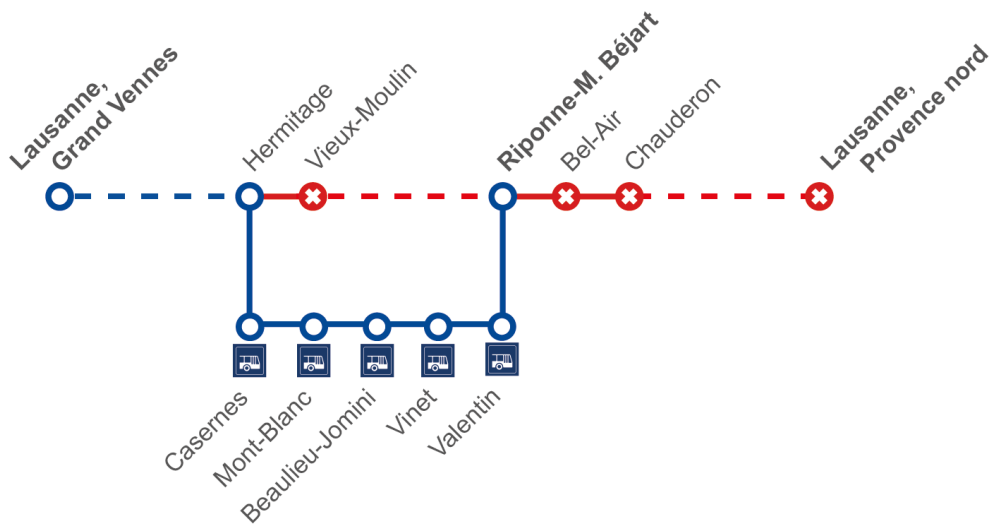 Lausanne,
Grand Vennes
Hermitage
Vieux-Moulin
Riponne-M. Béjart
Bel-Air
Chauderon
Lausanne,
Provence nord
Casernes
Mont-Blanc
Beaulieu-Jomini
Vinet
Valentin